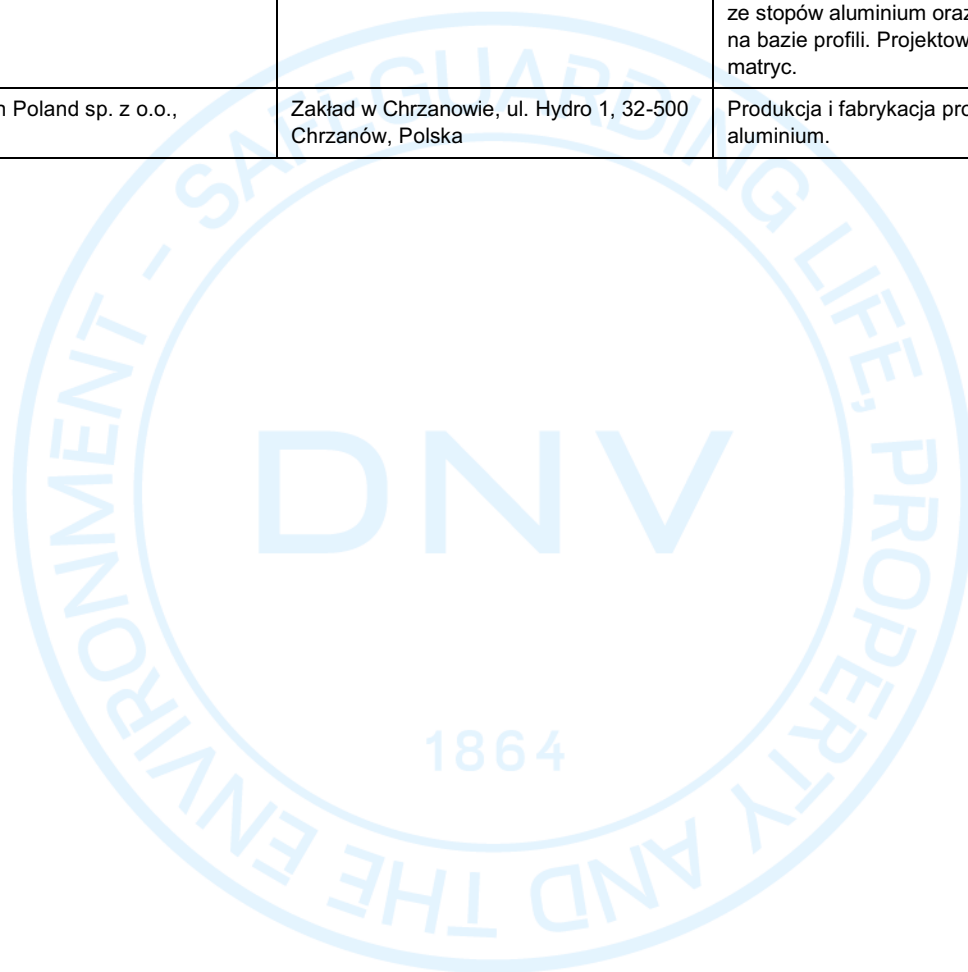 ze stopów aluminium oraz
na bazie profili. Projektow
matryc.
n Poland sp. z o.o.,
Zakład w Chrzanowie, ul. Hydro 1, 32-500
Chrzanów, Polska
Produkcja i fabrykacja pro
aluminium.
SAFEGUARDING LIFE, PROPERTY AND THE ENVIRONMENT -
DNV
1864